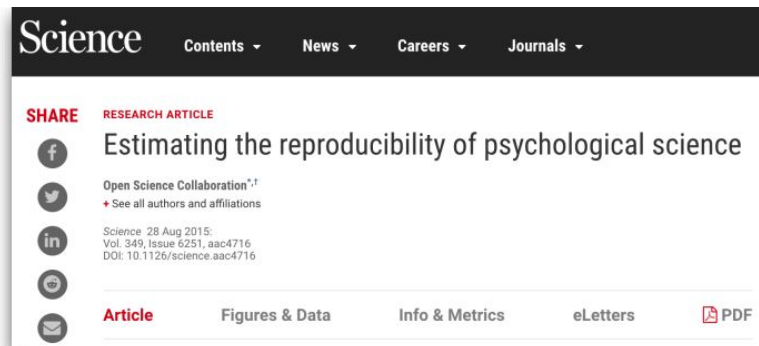 Science Contents News Careers Journals
SHARE
RESEARCH ARTICLE
Estimating the reproducibility of psychological science
Open Science Collaboration*,†
+ See all authors and affiliations
Science 28 Aug 2015:
Vol. 349, Issue 6251, aac4716
DOI: 10.1126/science.aac4716
Article Figures & Data Info & Metrics eLetters PDF